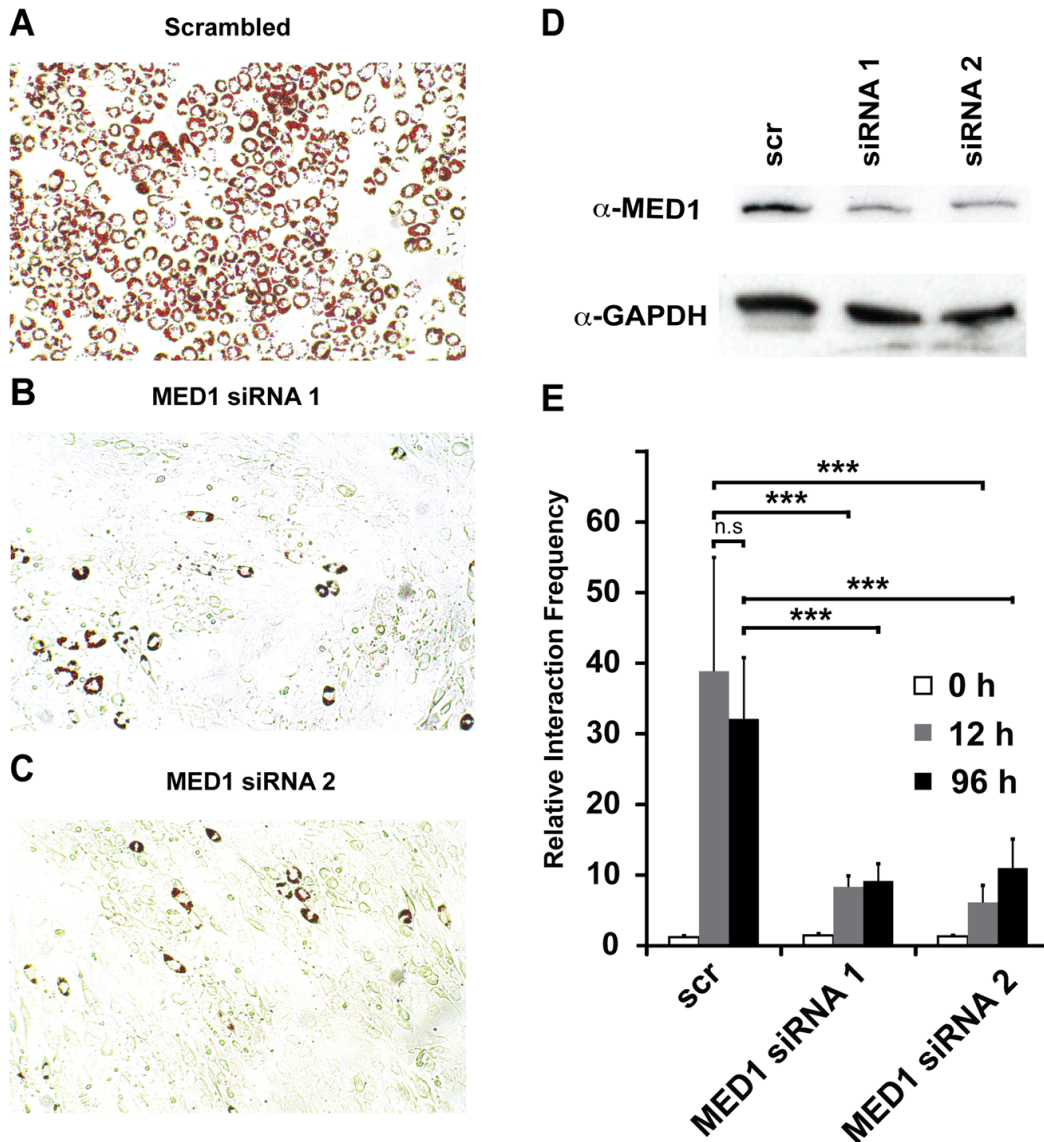 A
Scrambled
B
MED1 siRNA 1
C
MED1 siRNA 2
D
scr
siRNA 1
siRNA 2
α-MED1
α-GAPDH
E
Relative Interaction Frequency
60
50
40
30
20
10
0
***
***
n.s
***
***
0 h
12 h
96 h
scr
MED1 siRNA 1
MED1 siRNA 2